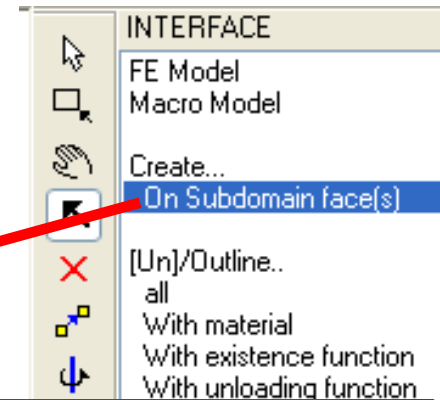 INTERFACE
FE Model
Macro Model
Create...
On Subdomain face(s)
[Un]/Outline..
all
With material
With existence function
With unloading function